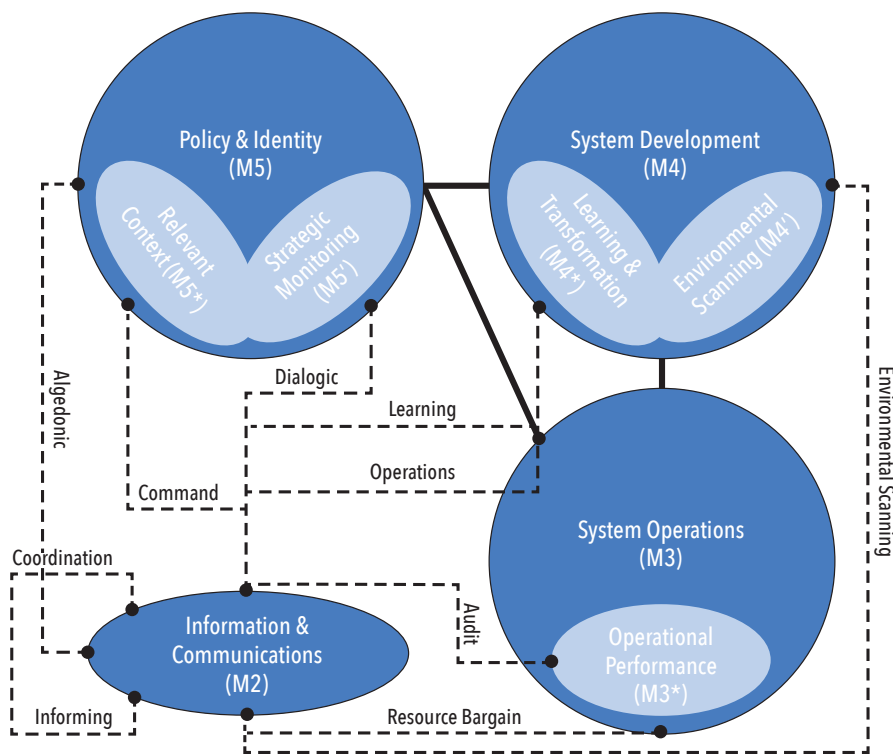 Policy & Identity
(M5)
Relevant
Context (M5*)
Strategic
Monitoring
(M5′)
System Development
(M4)
Learning &
Transformation
(M4*)
Environmental
Scanning (M4′)
Algedonic
Dialogic
Learning
Operations
Command
Environmental Scanning
System Operations
(M3)
Operational
Performance
(M3*)
Coordination
Audit
Information &
Communications
(M2)
Informing
Resource Bargain